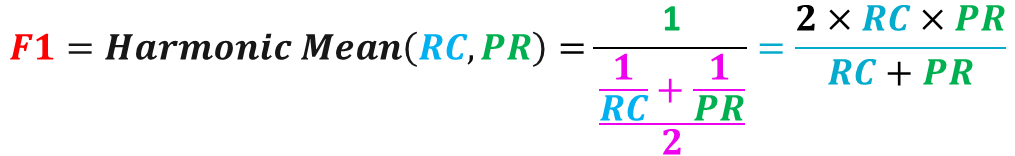 F1 = Harmonic Mean(RC, PR) = 1 / ((1/RC + 1/PR) / 2) = (2 × RC × PR) / (RC + PR)